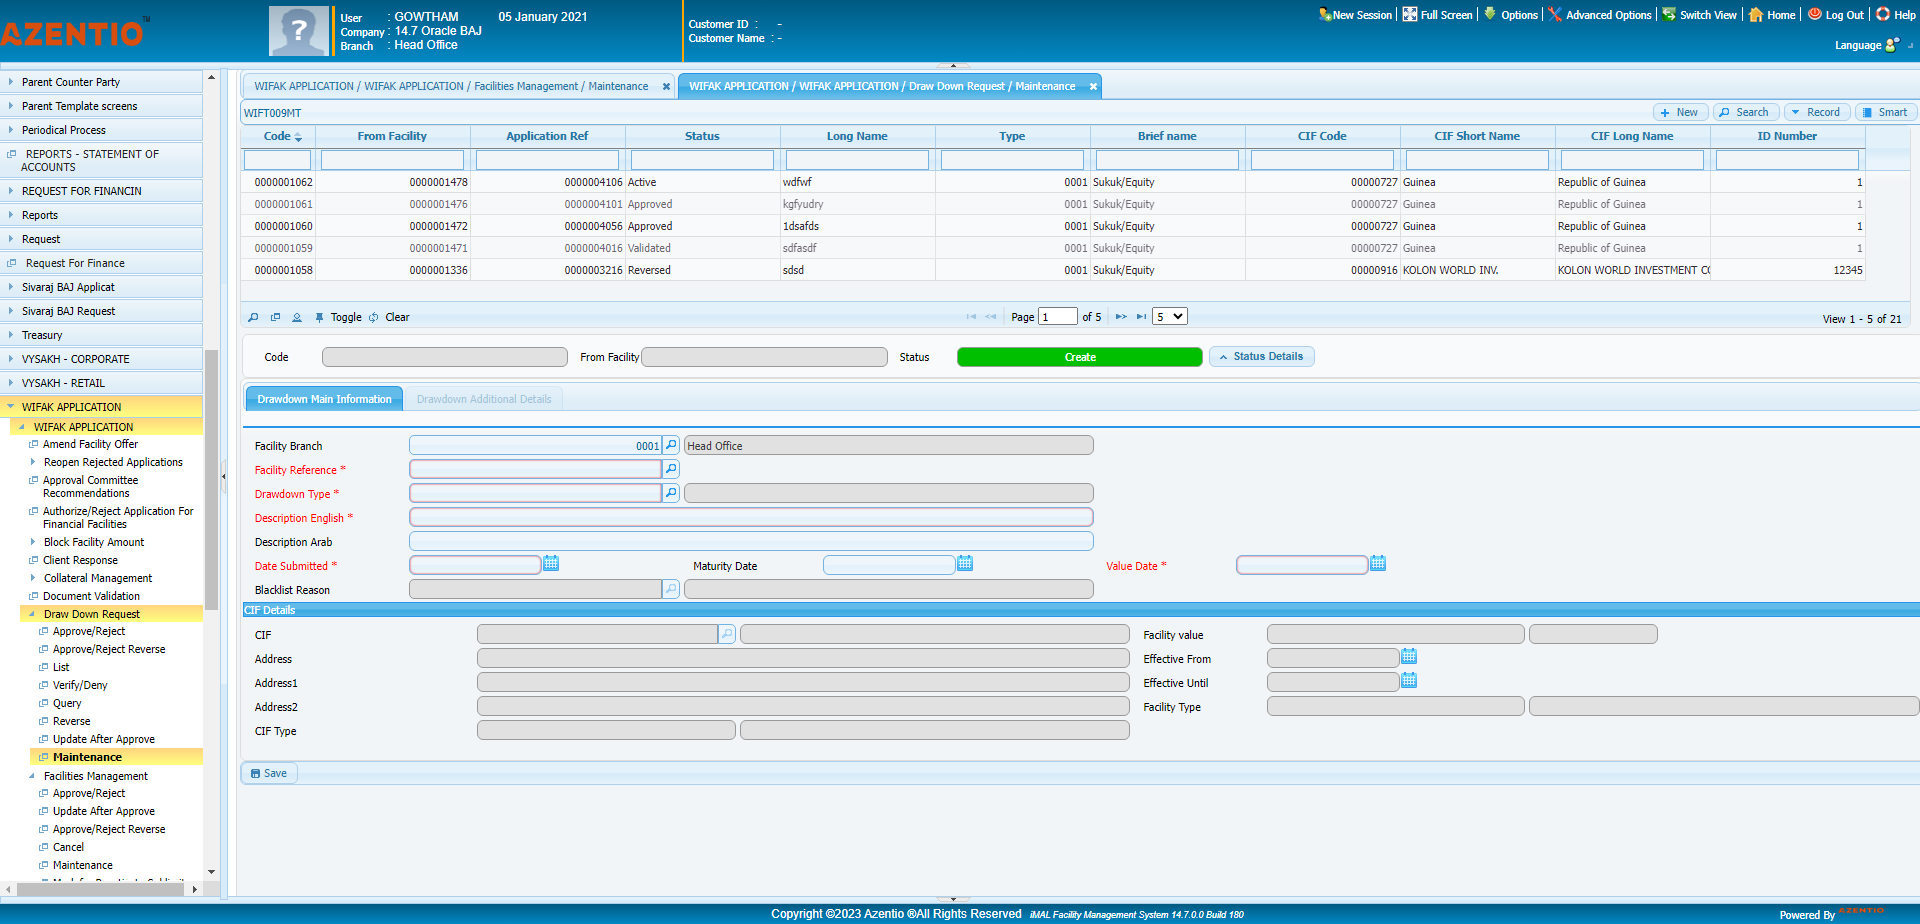 AZENTIO™
User : GOWTHAM 05 January 2021
Company : 14.7 Oracle BAJ
Branch : Head Office
Customer ID : -
Customer Name : -
New Session | Full Screen | Options | Advanced Options | Switch View | Home | Log Out | Help
Language
Parent Counter Party
Parent Template screens
Periodical Process
REPORTS - STATEMENT OF
ACCOUNTS
REQUEST FOR FINANCIN
Reports
Request
Request For Finance
Sivaraj BAJ Applicat
Sivaraj BAJ Request
Treasury
VYSAKH - CORPORATE
VYSAKH - RETAIL
WIFAK APPLICATION
WIFAK APPLICATION
Amend Facility Offer
Reopen Rejected Applications
Approval Committee
Recommendations
Authorize/Reject Application For
Financial Facilities
Block Facility Amount
Client Response
Collateral Management
Document Validation
Draw Down Request
Approve/Reject
Approve/Reject Reverse
List
Verify/Deny
Query
Reverse
Update After Approve
Maintenance
Facilities Management
Approve/Reject
Update After Approve
Approve/Reject Reverse
Cancel
Maintenance
WIFAK APPLICATION / WIFAK APPLICATION / Facilities Management / Maintenance
WIFAK APPLICATION / WIFAK APPLICATION / Draw Down Request / Maintenance
WIFT009MT
New Search Record Smart
Code From Facility Application Ref Status Long Name Type Brief name CIF Code CIF Short Name CIF Long Name ID Number
0000001062 0000001478 0000004106 Active wdfwf 0001 Sukuk/Equity 00000727 Guinea Republic of Guinea 1
0000001061 0000001476 0000004101 Approved kgfyudry 0001 Sukuk/Equity 00000727 Guinea Republic of Guinea 1
0000001060 0000001472 0000004056 Approved 1dsafds 0001 Sukuk/Equity 00000727 Guinea Republic of Guinea 1
0000001059 0000001471 0000004016 Validated sdfasdf 0001 Sukuk/Equity 00000727 Guinea Republic of Guinea 1
0000001058 0000001336 0000003216 Reversed sdsd 0001 Sukuk/Equity 00000916 KOLON WORLD INV. KOLON WORLD INVESTMENT CO 12345
Toggle Clear Page 1 of 5 5 View 1 - 5 of 21
Code From Facility Status Create Status Details
Drawdown Main Information Drawdown Additional Details
Facility Branch 0001 Head Office
Facility Reference *
Drawdown Type *
Description English *
Description Arab
Date Submitted * Maturity Date Value Date *
Blacklist Reason
CIF Details
CIF Facility value
Address Effective From
Address1 Effective Until
Address2 Facility Type
CIF Type
Save
Copyright ©2023 Azentio ®All Rights Reserved iMAL Facility Management System 14.7.0.0 Build 180
Powered By AZENTIO